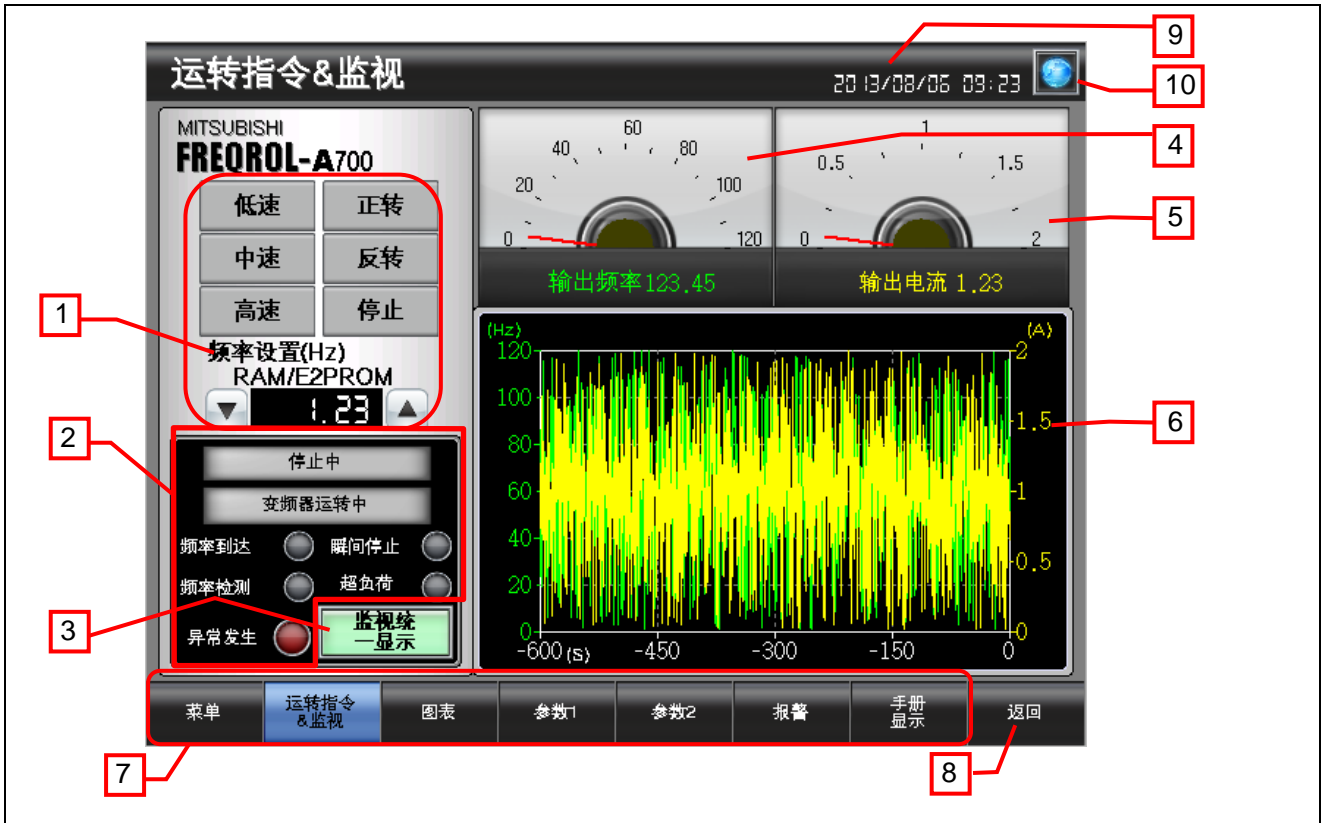 9
运转指令&监视
2013/08/06 09:23
10
MITSUBISHI
FREQROL-A700
低速
正转
中速
反转
高速
停止
1
频率设置(Hz)
RAM/E2PROM
▼
1.23
▲
2
停止中
变频器运转中
频率到达
瞬间停止
频率检测
超负荷
3
异常发生
监视统
一显示
0
20
40
60
80
100
120
4
输出频率123.45
0
0.5
1
1.5
2
5
输出电流 1.23
(Hz)
(A)
120
100
80
60
40
20
0
2
1.5
1
0.5
0
6
-600(s)
-450
-300
-150
0
菜单
运转指令
&监视
图表
参数1
参数2
报警
手册
显示
返回
7
8